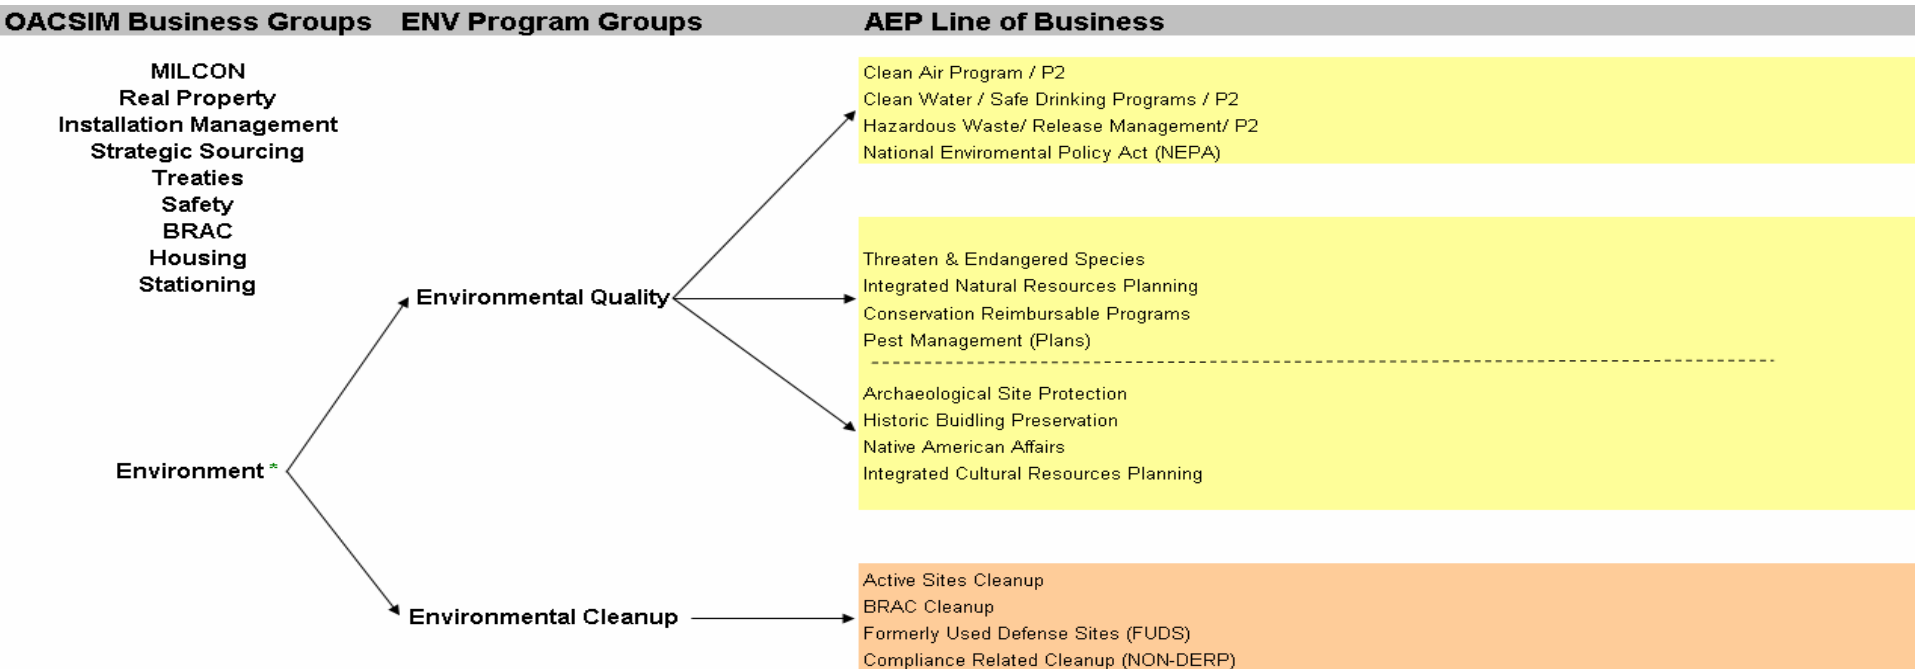 OACSIM Business Groups ENV Program Groups AEP Line of Business
MILCON
Real Property
Installation Management
Strategic Sourcing
Treaties
Safety
BRAC
Housing
Stationing
Environment *
Environmental Quality
Environmental Cleanup
Clean Air Program / P2
Clean Water / Safe Drinking Programs / P2
Hazardous Waste/ Release Management/ P2
National Enviromental Policy Act (NEPA)
Threaten & Endangered Species
Integrated Natural Resources Planning
Conservation Reimbursable Programs
Pest Management (Plans)
Archaeological Site Protection
Historic Buidling Preservation
Native American Affairs
Integrated Cultural Resources Planning
Active Sites Cleanup
BRAC Cleanup
Formerly Used Defense Sites (FUDS)
Compliance Related Cleanup (NON-DERP)